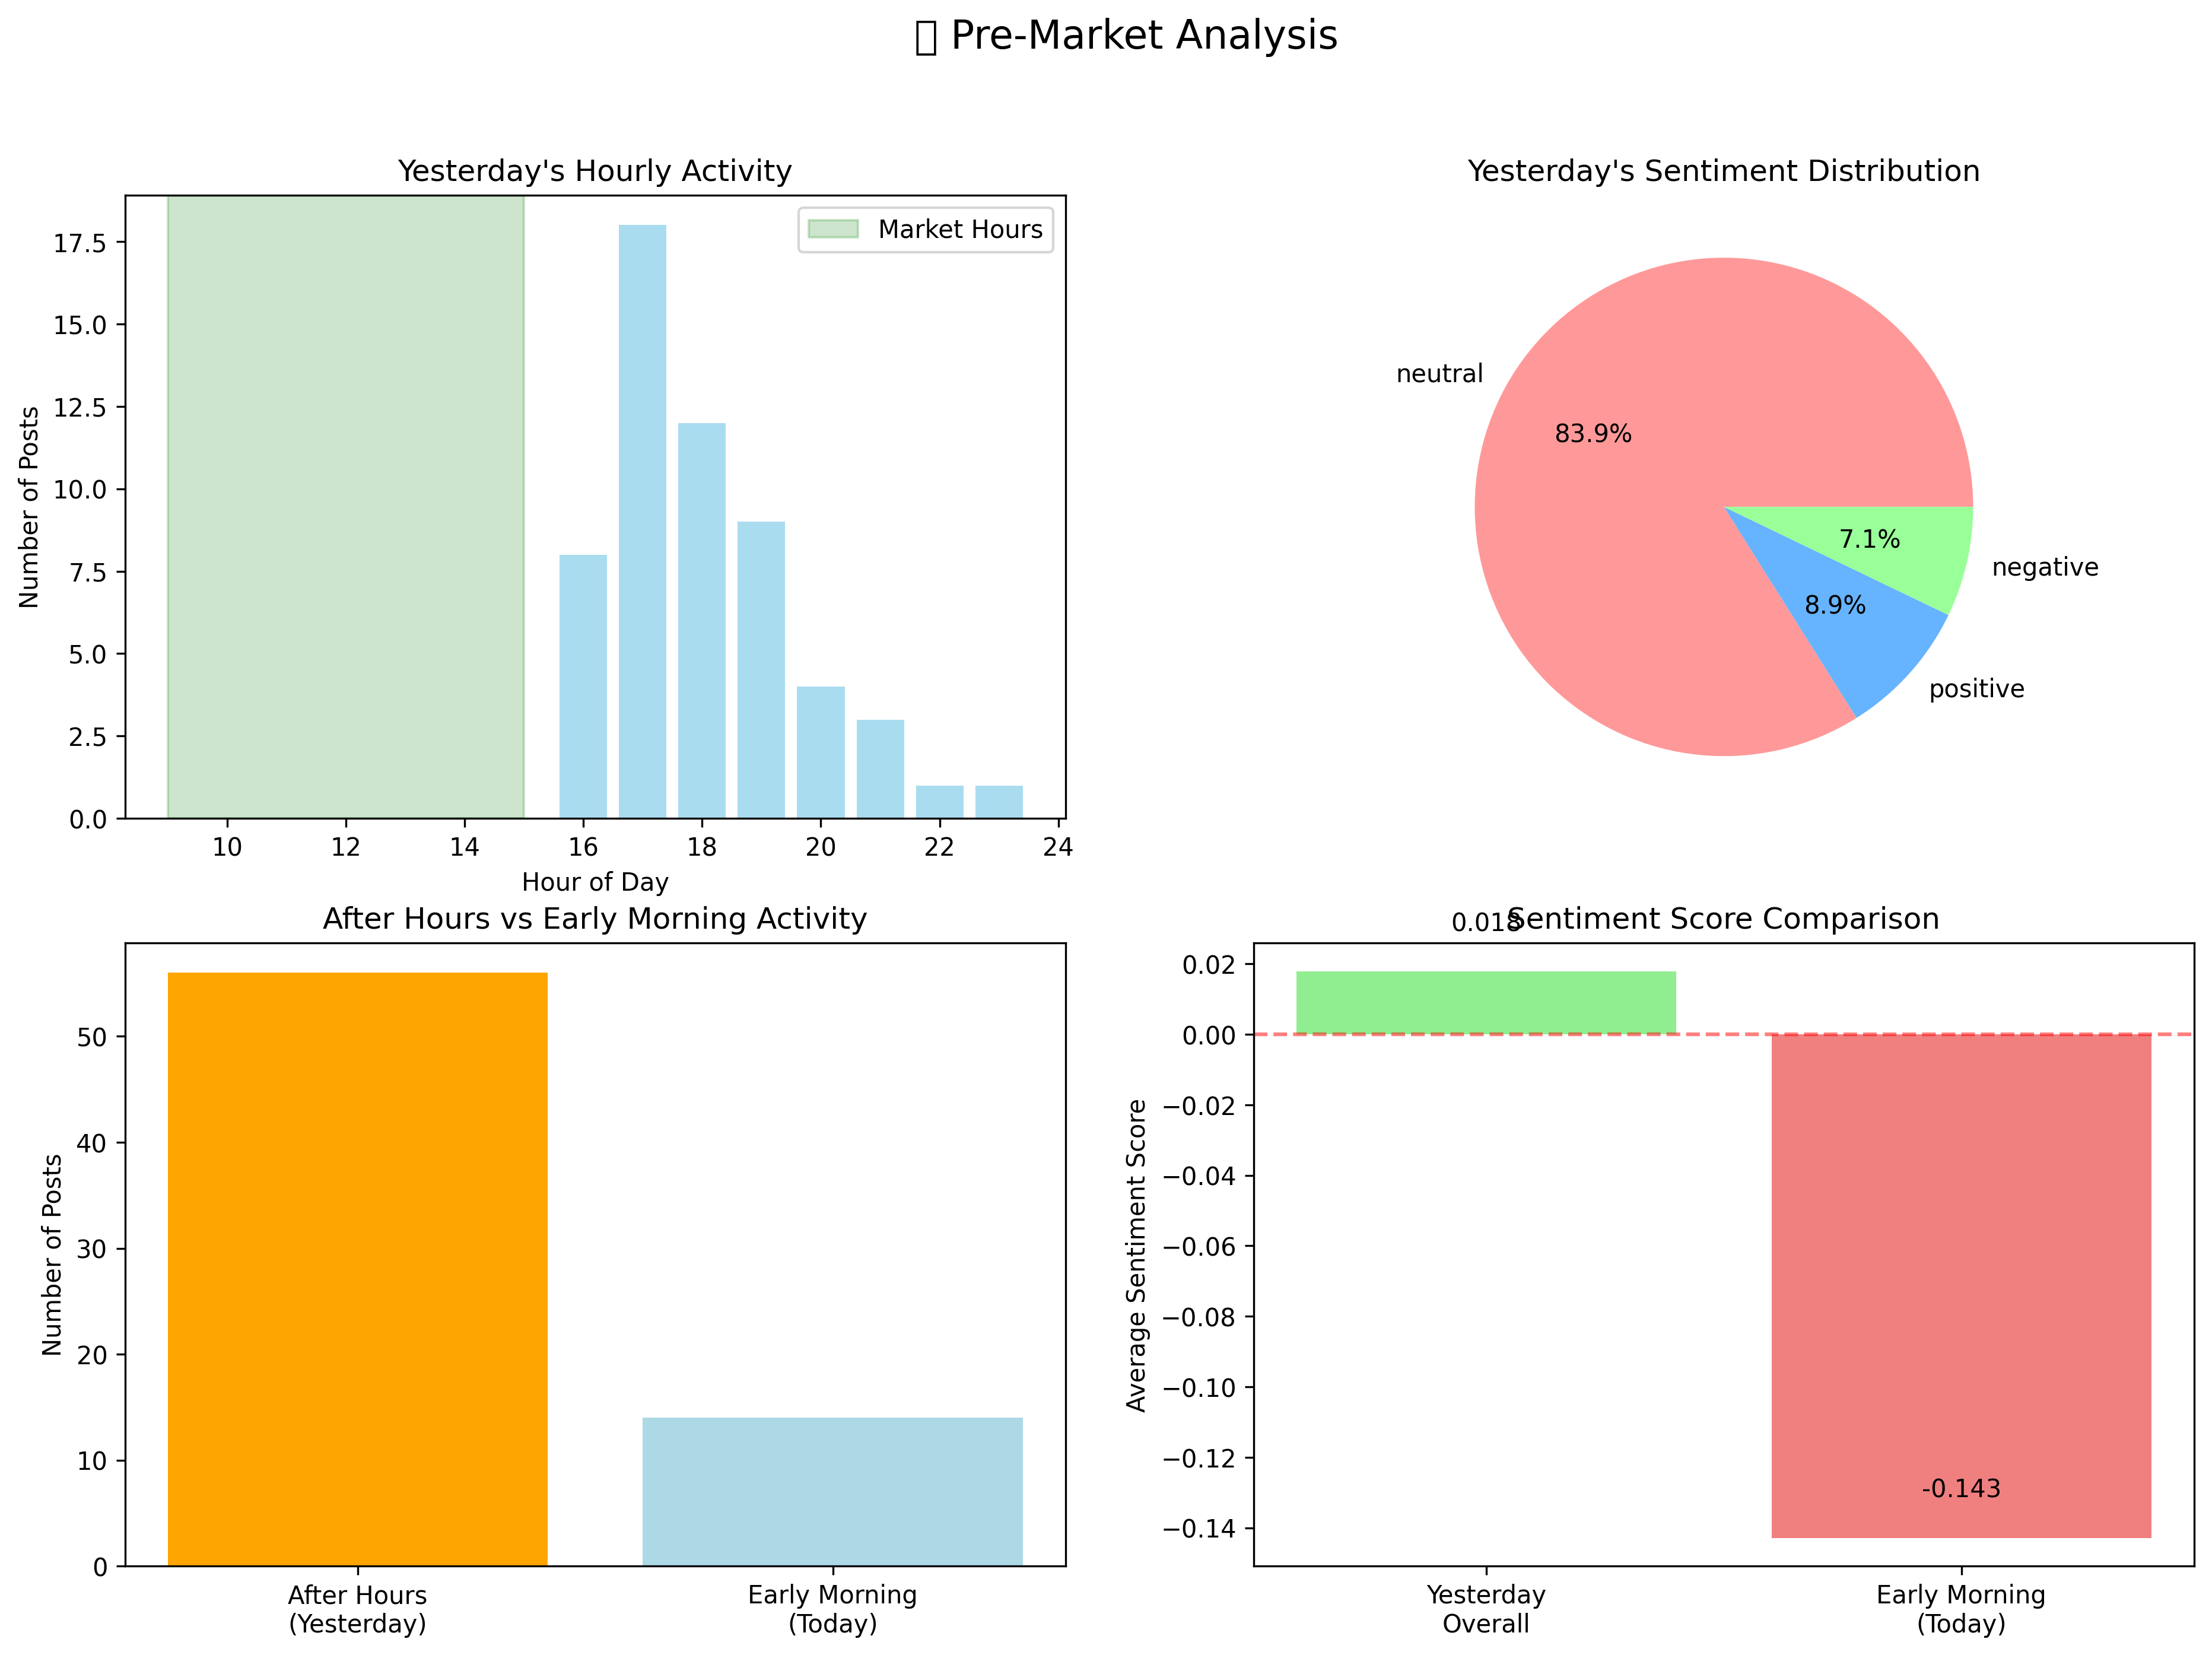 ▯ Pre-Market Analysis
Yesterday's Hourly Activity
Market Hours
Number of Posts
17.5
15.0
12.5
10.0
7.5
5.0
2.5
0.0
10 12 14 16 18 20 22 24
Hour of Day
Yesterday's Sentiment Distribution
neutral
83.9%
7.1%
negative
8.9%
positive
After Hours vs Early Morning Activity
Number of Posts
50
40
30
20
10
0
After Hours
(Yesterday)
Early Morning
(Today)
Sentiment Score Comparison
0.018
Average Sentiment Score
0.02
0.00
−0.02
−0.04
−0.06
−0.08
−0.10
−0.12
−0.14
-0.143
Yesterday
Overall
Early Morning
(Today)